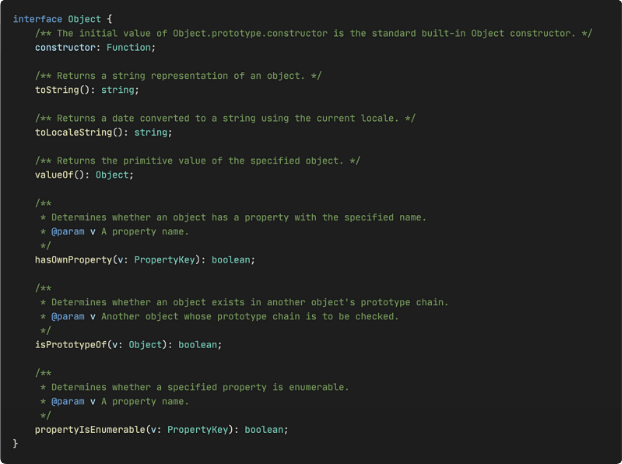 interface Object {
/** The initial value of Object.prototype.constructor is the standard built-in Object constructor. */
constructor: Function;
/** Returns a string representation of an object. */
toString(): string;
/** Returns a date converted to a string using the current locale. */
toLocaleString(): string;
/** Returns the primitive value of the specified object. */
valueOf(): Object;
/**
* Determines whether an object has a property with the specified name.
* @param v A property name.
*/
hasOwnProperty(v: PropertyKey): boolean;
/**
* Determines whether an object exists in another object's prototype chain.
* @param v Another object whose prototype chain is to be checked.
*/
isPrototypeOf(v: Object): boolean;
/**
* Determines whether a specified property is enumerable.
* @param v A property name.
*/
propertyIsEnumerable(v: PropertyKey): boolean;
}